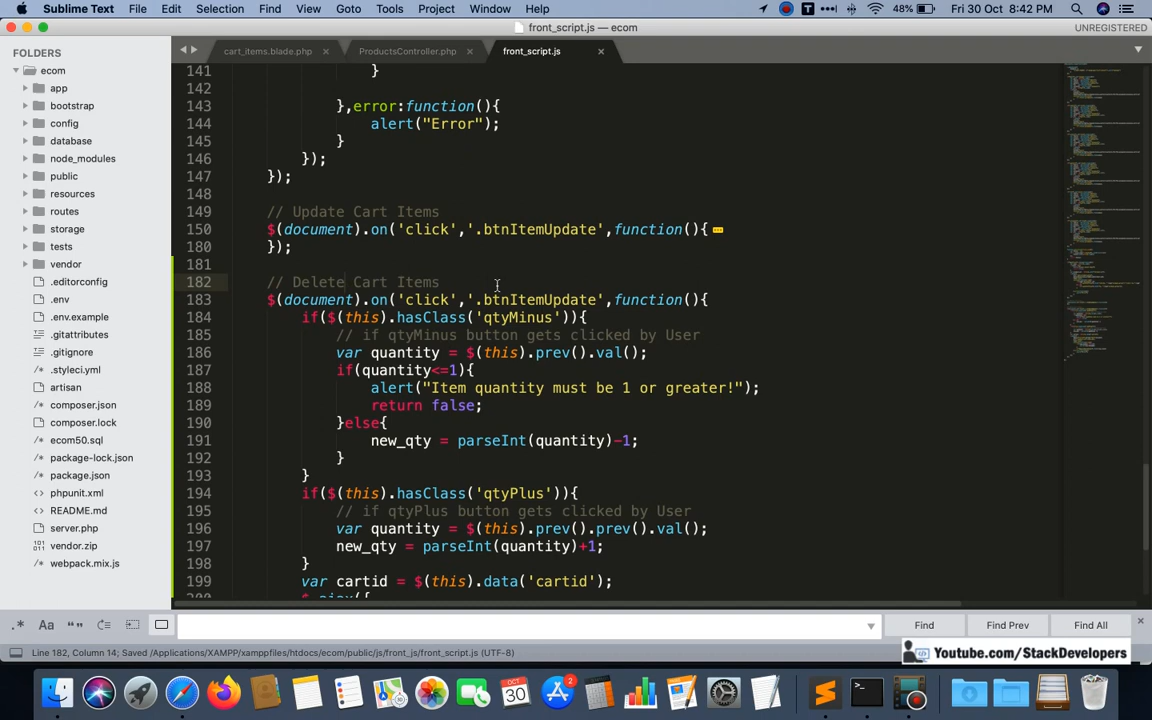 Sublime Text File Edit Selection Find View Goto Tools Project Window Help 48% Fri 30 Oct 8:42 PM
front_script.js — ecom UNREGISTERED
FOLDERS
cart_items.blade.php ProductsController.php front_script.js
ecom
app
bootstrap
config
database
node_modules
public
resources
routes
storage
tests
vendor
.editorconfig
.env
.env.example
.gitattributes
.gitignore
.styleci.yml
artisan
composer.json
composer.lock
ecom50.sql
package-lock.json
package.json
phpunit.xml
README.md
server.php
vendor.zip
webpack.mix.js
141 }
142
143 },error:function(){
144 alert("Error");
145 }
146 });
147 });
148
149 // Update Cart Items
150 $(document).on('click','.btnItemUpdate',function(){
180 });
181
182 // Delete Cart Items
183 $(document).on('click','.btnItemUpdate',function(){
184 if($(this).hasClass('qtyMinus')){
185 // if qtyMinus button gets clicked by User
186 var quantity = $(this).prev().val();
187 if(quantity<=1){
188 alert("Item quantity must be 1 or greater!");
189 return false;
190 }else{
191 new_qty = parseInt(quantity)-1;
192 }
193 }
194 if($(this).hasClass('qtyPlus')){
195 // if qtyPlus button gets clicked by User
196 var quantity = $(this).prev().prev().val();
197 new_qty = parseInt(quantity)+1;
198 }
199 var cartid = $(this).data('cartid');
200 $.ajax({
.* Aa “” Find Find Prev Find All
Line 182, Column 14; Saved /Applications/XAMPP/xamppfiles/htdocs/ecom/public/js/front_js/front_script.js (UTF-8)
Youtube.com/StackDevelopers
OCT 30 2